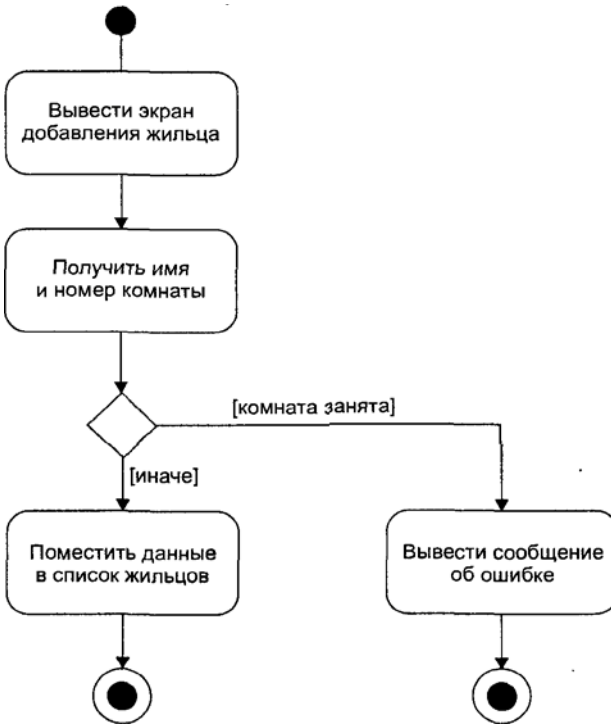 Вывести экран
добавления жильца
Получить имя
и номер комнаты
[комната занята]
[иначе]
Поместить данные
в список жильцов
Вывести сообщение
об ошибке